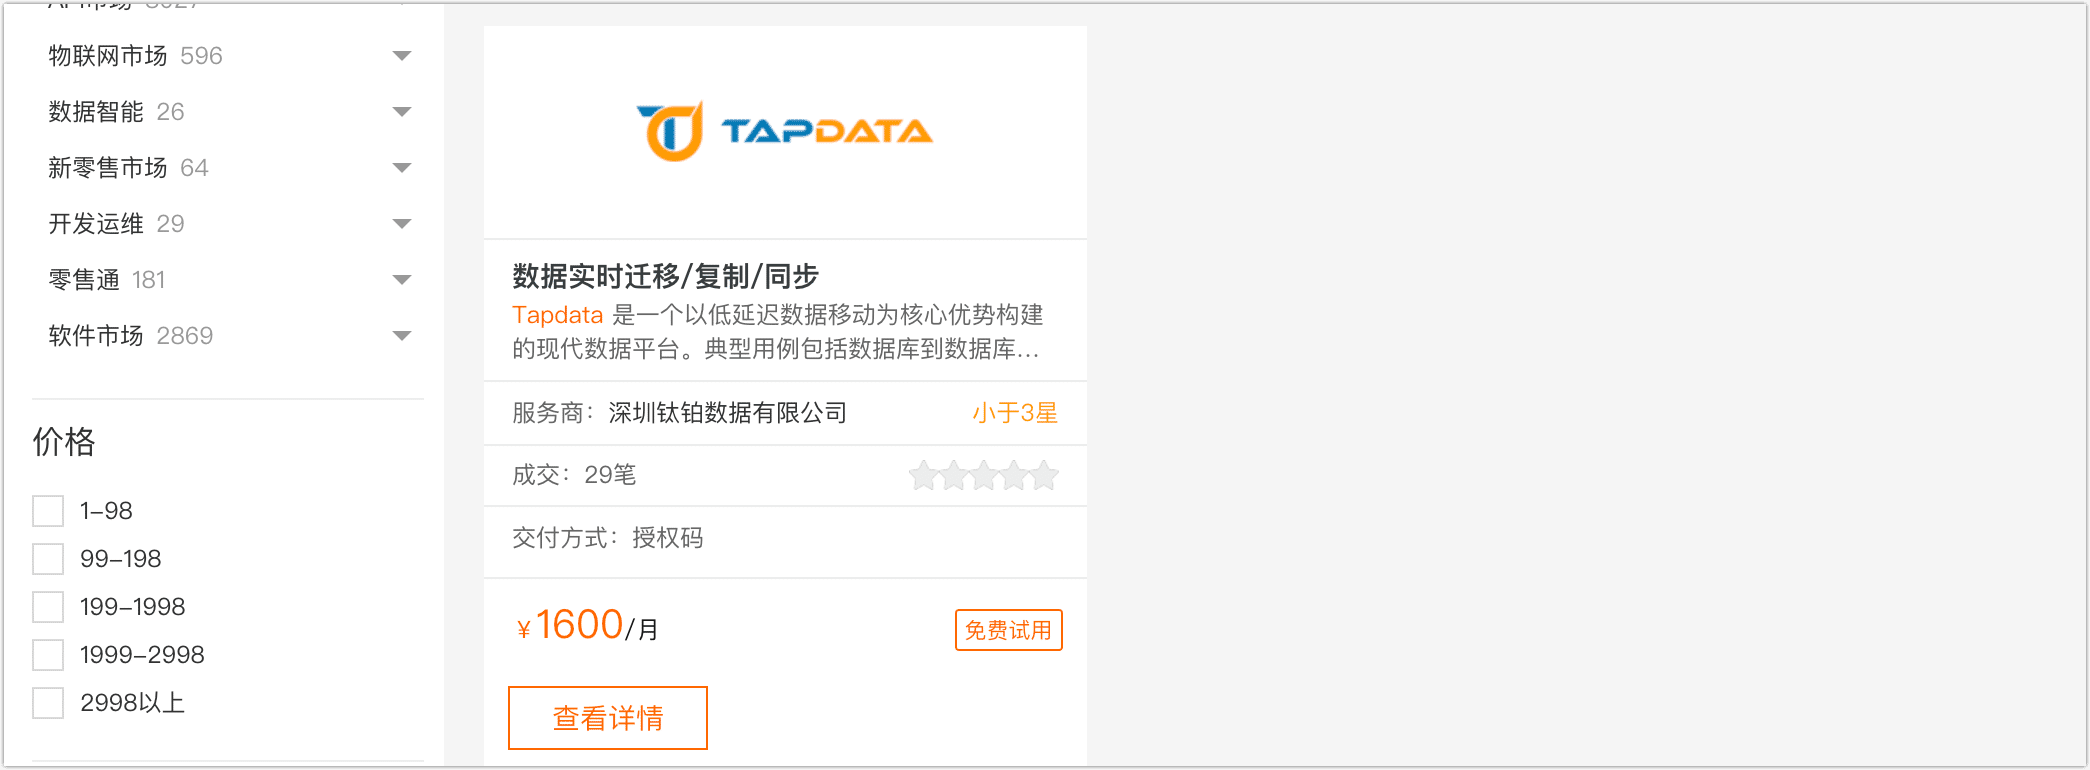 API市场
物联网市场 596
数据智能 26
新零售市场 64
开发运维 29
零售通 181
软件市场 2869
价格
1-98
99-198
199-1998
1999-2998
2998以上
TAPDATA
数据实时迁移/复制/同步
Tapdata 是一个以低延迟数据移动为核心优势构建
的现代数据平台。典型用例包括数据库到数据库...
服务商：深圳钛铂数据有限公司
小于3星
成交：29笔
交付方式：授权码
¥1600/月
免费试用
查看详情